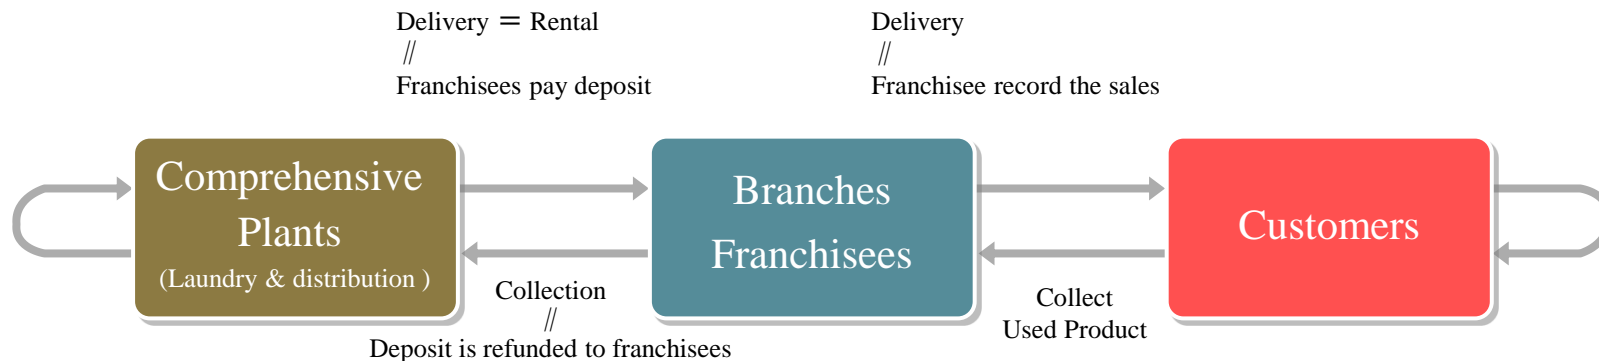 Delivery = Rental
//
Franchisees pay deposit
Delivery
//
Franchisee record the sales
Comprehensive
Plants
(Laundry & distribution )
Branches
Franchisees
Customers
Collection
//
Deposit is refunded to franchisees
Collect
Used Product